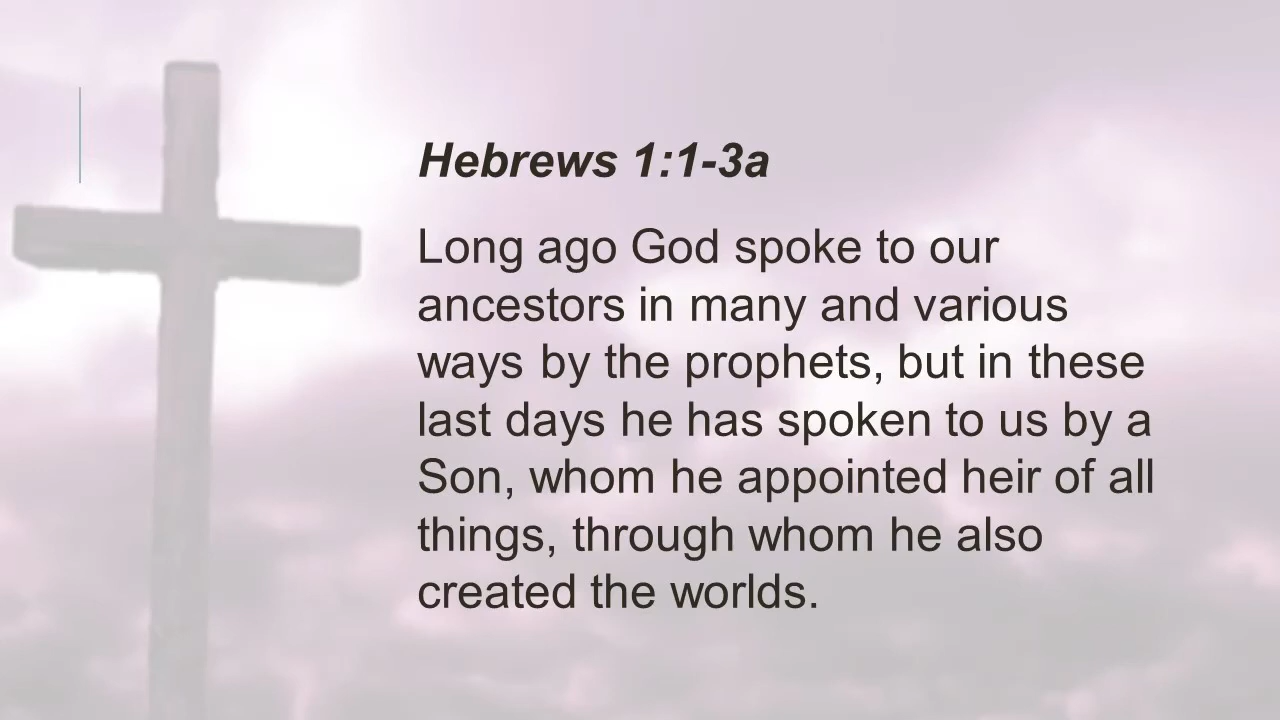 Hebrews 1:1-3a
Long ago God spoke to our
ancestors in many and various
ways by the prophets, but in these
last days he has spoken to us by a
Son, whom he appointed heir of all
things, through whom he also
created the worlds.